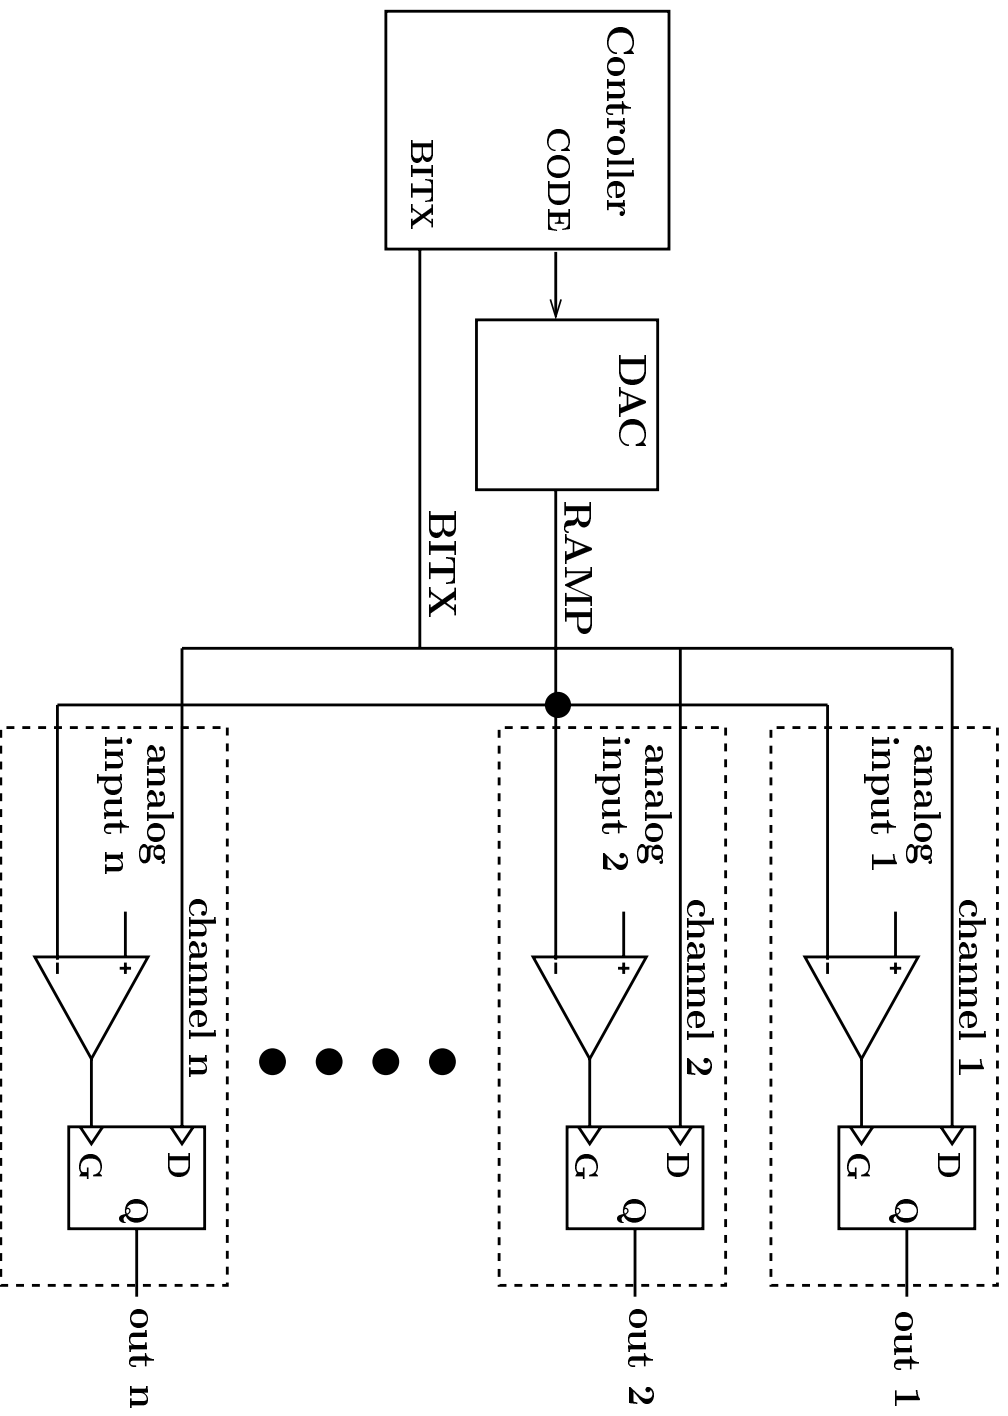 Controller
CODE
BITX
DAC
RAMP
BITX
channel 1
analog
input 1
+
−
D
G
Q
out 1
channel 2
analog
input 2
+
−
D
G
Q
out 2
channel n
analog
input n
+
−
D
G
Q
out n